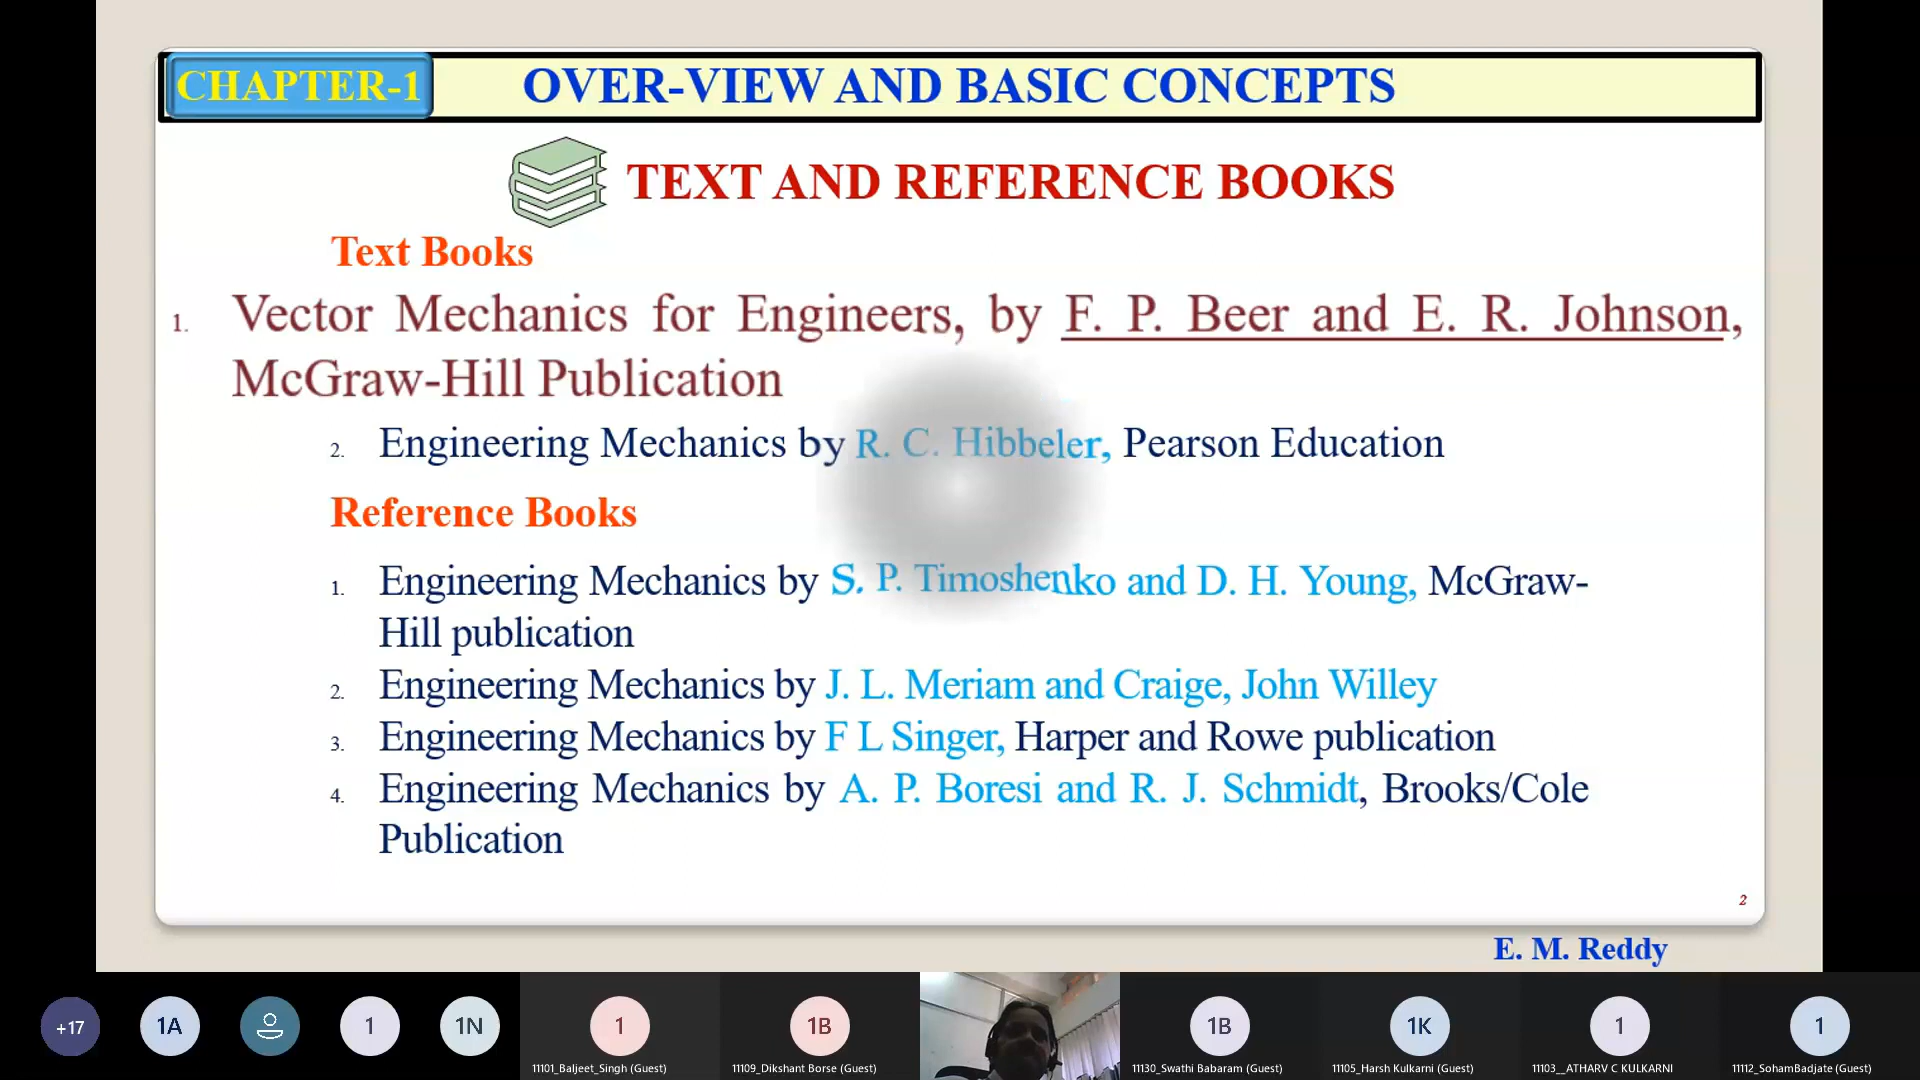 CHAPTER-1
OVER-VIEW AND BASIC CONCEPTS
TEXT AND REFERENCE BOOKS
Text Books
1. Vector Mechanics for Engineers, by F. P. Beer and E. R. Johnson,
McGraw-Hill Publication
2. Engineering Mechanics by R. C. Hibbeler, Pearson Education
Reference Books
1. Engineering Mechanics by S. P. Timoshenko and D. H. Young, McGraw-
Hill publication
2. Engineering Mechanics by J. L. Meriam and Craige, John Willey
3. Engineering Mechanics by F L Singer, Harper and Rowe publication
4. Engineering Mechanics by A. P. Boresi and R. J. Schmidt, Brooks/Cole
Publication
2
E. M. Reddy
+17
1A
1
1N
1
11101_Baljeet_Singh (Guest)
1B
11109_Dikshant Borse (Guest)
1B
11130_Swathi Babaram (Guest)
1K
11105_Harsh Kulkarni (Guest)
1
11103__ATHARV C KULKARNI
1
11112_SohamBadjate (Guest)